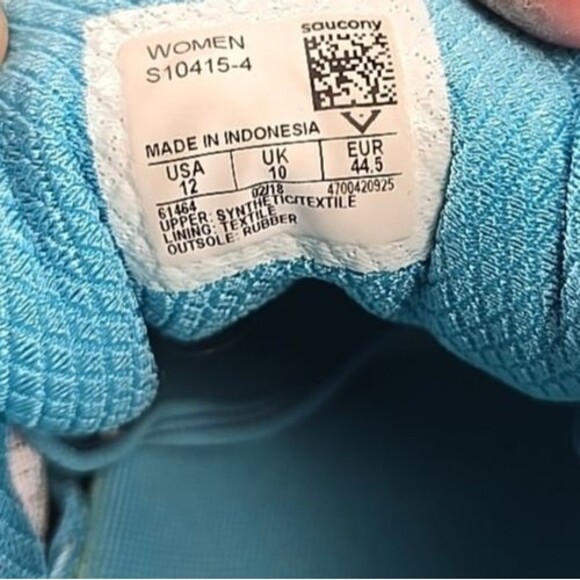 saucony
WOMEN
S10415-4
MADE IN INDONESIA
USA UK EUR
12 10 44.5
61464 02/18 4700420925
UPPER: SYNTHETIC/TEXTILE
LINING: TEXTILE
OUTSOLE: RUBBER